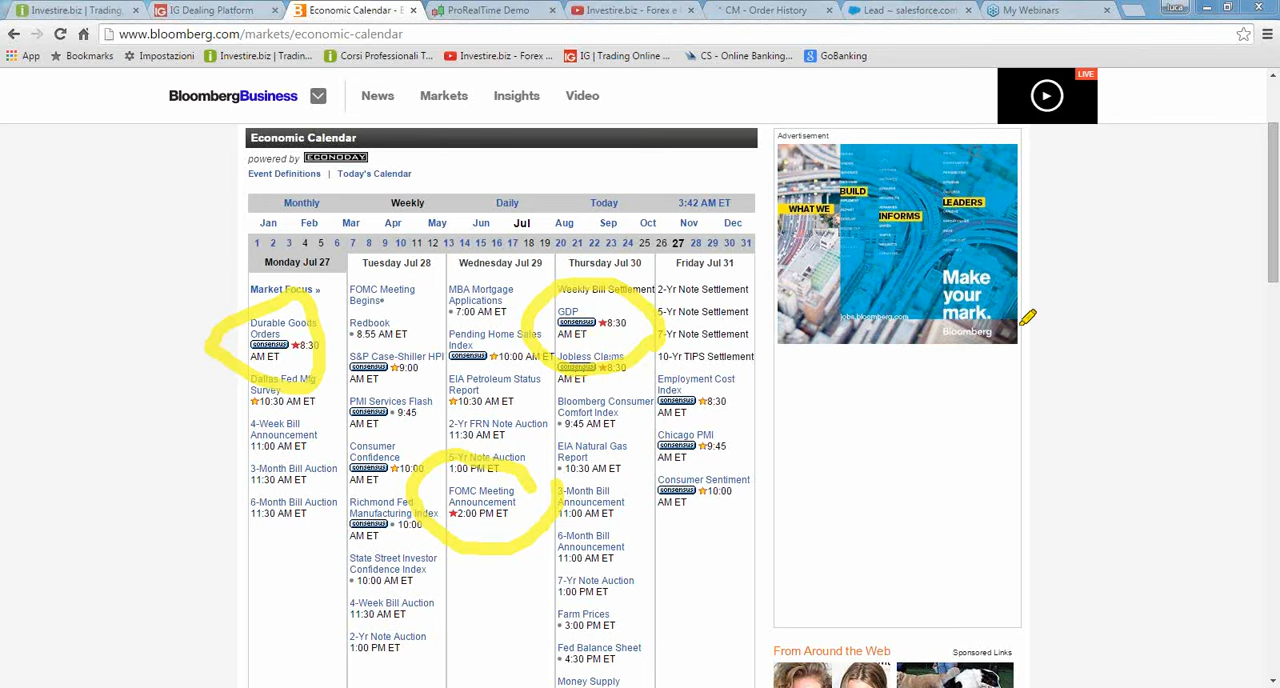 Investire.biz | Trading,
IG Dealing Platform
Economic Calendar - B
ProRealTime Demo
Investire.biz - Forex e
CM - Order History
Lead ~ salesforce.com
My Webinars
luca
www.bloomberg.com/markets/economic-calendar
App
Bookmarks
Impostazioni
Investire.biz | Tradin...
Corsi Professionali T...
Investire.biz - Forex ...
IG | Trading Online ...
CS - Online Banking...
GoBanking
BloombergBusiness
News
Markets
Insights
Video
LIVE
Economic Calendar
powered by ECONODAY
Event Definitions | Today's Calendar
Monthly Weekly Daily Today 3:42 AM ET
Jan Feb Mar Apr May Jun Jul Aug Sep Oct Nov Dec
1 2 3 4 5 6 7 8 9 10 11 12 13 14 15 16 17 18 19 20 21 22 23 24 25 26 27 28 29 30 31
Monday Jul 27
Market Focus »
Durable Goods
Orders
consensus ★8:30
AM ET
Dallas Fed Mfg
Survey
10:30 AM ET
4-Week Bill
Announcement
11:00 AM ET
3-Month Bill Auction
11:30 AM ET
6-Month Bill Auction
11:30 AM ET
Tuesday Jul 28
FOMC Meeting
Begins
Redbook
8:55 AM ET
S&P Case-Shiller HPI
consensus 9:00
AM ET
PMI Services Flash
consensus 9:45
AM ET
Consumer
Confidence
consensus 10:00
AM ET
Richmond Fed
Manufacturing Index
consensus 10:00
AM ET
State Street Investor
Confidence Index
10:00 AM ET
4-Week Bill Auction
11:30 AM ET
2-Yr Note Auction
1:00 PM ET
Wednesday Jul 29
MBA Mortgage
Applications
7:00 AM ET
Pending Home Sales
Index
consensus 10:00
AM ET
EIA Petroleum Status
Report
10:30 AM ET
2-Yr FRN Note Auction
11:30 AM ET
5-Yr Note Auction
1:00 PM ET
FOMC Meeting
Announcement
★2:00 PM ET
Thursday Jul 30
Weekly Bill Settlement
GDP
consensus ★8:30
AM ET
Jobless Claims
consensus 8:30
AM ET
Bloomberg Consumer
Comfort Index
9:45 AM ET
EIA Natural Gas
Report
10:30 AM ET
3-Month Bill
Announcement
11:00 AM ET
6-Month Bill
Announcement
11:00 AM ET
7-Yr Note Auction
1:00 PM ET
Farm Prices
3:00 PM ET
Fed Balance Sheet
4:30 PM ET
Money Supply
Friday Jul 31
2-Yr Note Settlement
5-Yr Note Settlement
7-Yr Note Settlement
10-Yr TIPS Settlement
Employment Cost
Index
consensus 8:30
AM ET
Chicago PMI
consensus 9:45
AM ET
Consumer Sentiment
consensus 10:00
AM ET
Advertisement
BUILD
LEADERS
WHAT WE
INFORMS
Make
your
mark.
jobs.bloomberg.com
Bloomberg
From Around the Web
Sponsored Links